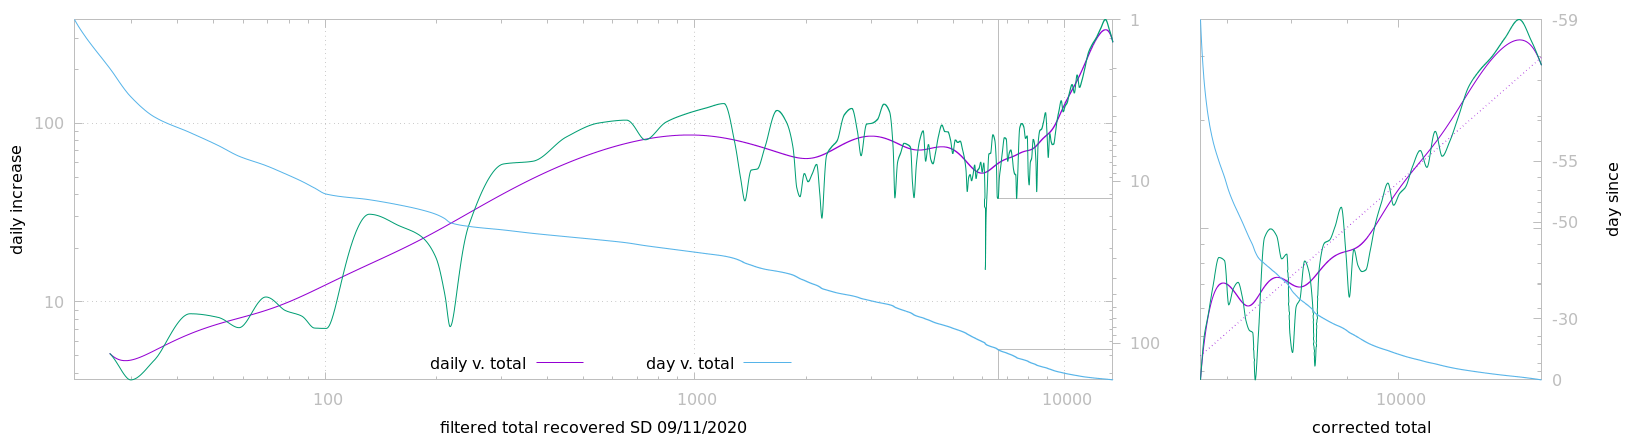 1
-59
100
daily increase
10
-55
day since
-50
10
-30
daily v. total
day v. total
100
0
100
1000
10000
10000
filtered total recovered SD 09/11/2020
corrected total